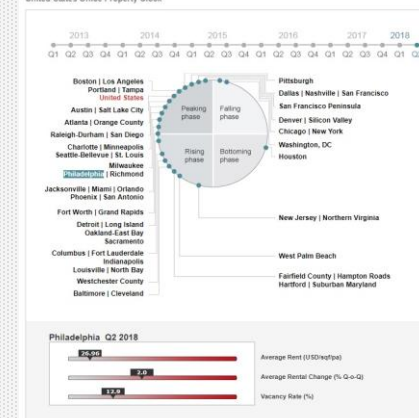 United States Office Property Clock
2013 2014 2015 2016 2017 2018
Q1 Q2 Q3 Q4 Q1 Q2 Q3 Q4 Q1 Q2 Q3 Q4 Q1 Q2 Q3 Q4 Q1 Q2 Q3 Q4 Q1
Boston | Los Angeles
Portland | Tampa
United States
Austin | Salt Lake City
Atlanta | Orange County
Raleigh-Durham | San Diego
Charlotte | Minneapolis
Seattle-Bellevue | St. Louis
Milwaukee
Philadelphia | Richmond
Jacksonville | Miami | Orlando
Phoenix | San Antonio
Fort Worth | Grand Rapids
Detroit | Long Island
Oakland-East Bay
Sacramento
Columbus | Fort Lauderdale
Indianapolis
Louisville | North Bay
Westchester County
Baltimore | Cleveland
Peaking phase
Falling phase
Rising phase
Bottoming phase
Pittsburgh
Dallas | Nashville | San Francisco
San Francisco Peninsula
Denver | Silicon Valley
Chicago | New York
Washington, DC
Houston
New Jersey | Northern Virginia
West Palm Beach
Fairfield County | Hampton Roads
Hartford | Suburban Maryland
Philadelphia Q2 2018
26.96
Average Rent (USD/sqf/pa)
2.0
Average Rental Change (% Q-o-Q)
12.9
Vacancy Rate (%)